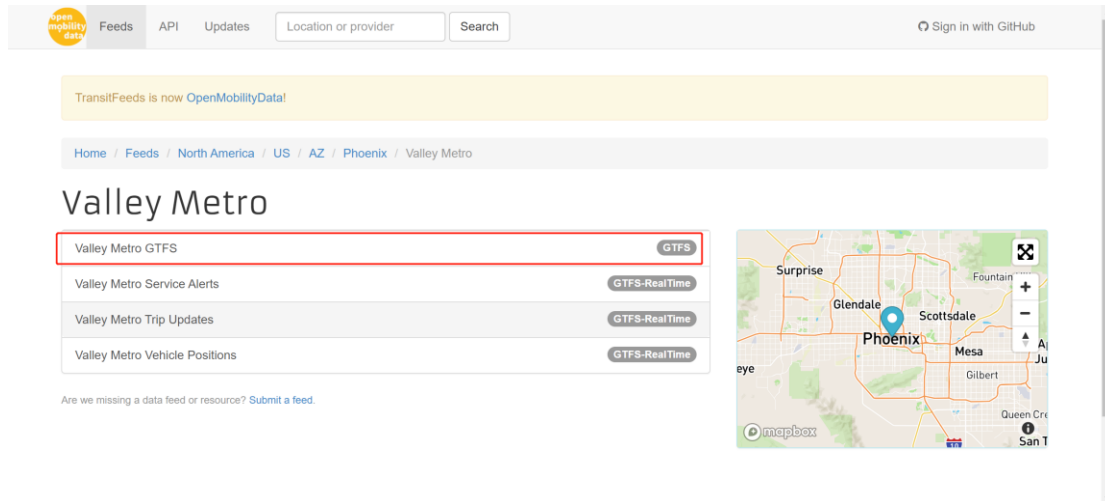 open
mobility
data
Feeds API Updates Location or provider Search Sign in with GitHub
TransitFeeds is now OpenMobilityData!
Home / Feeds / North America / US / AZ / Phoenix / Valley Metro
Valley Metro
Valley Metro GTFS GTFS
Valley Metro Service Alerts GTFS-RealTime
Valley Metro Trip Updates GTFS-RealTime
Valley Metro Vehicle Positions GTFS-RealTime
Are we missing a data feed or resource? Submit a feed.
Surprise
Fountain
Glendale
Scottsdale
Phoenix
Mesa
A
Ju
eye
Gilbert
Queen Cre
mapbox
10
San T